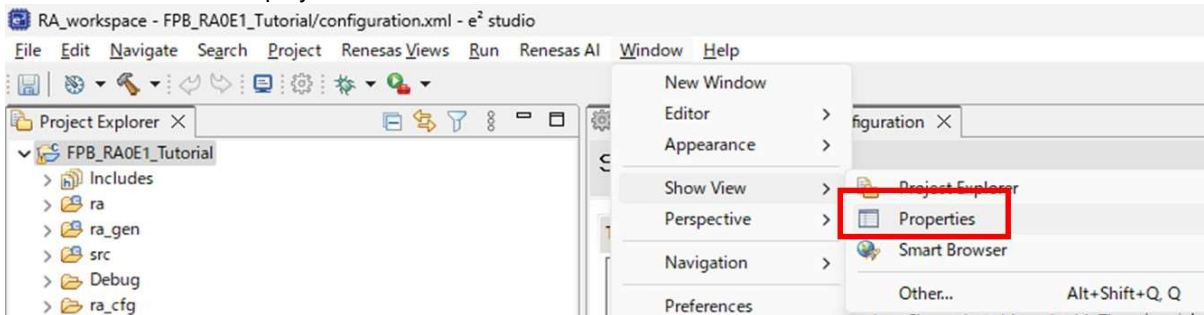 RA_workspace - FPB_RA0E1_Tutorial/configuration.xml - e² studio
File Edit Navigate Search Project Renesas Views Run Renesas AI Window Help
New Window
Project Explorer
Editor
figuration
FPB_RA0E1_Tutorial
Appearance
S
Includes
Show View
Project Explorer
ra
Perspective
Properties
ra_gen
src
Smart Browser
Navigation
Debug
Other... Alt+Shift+Q, Q
ra_cfg
Preferences